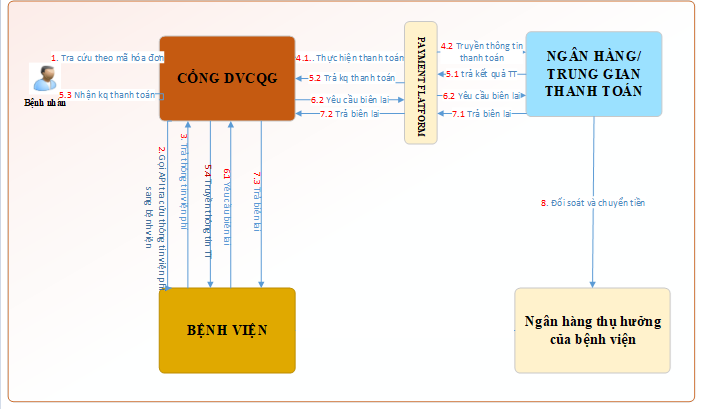 1. Tra cứu theo mã hóa đơn
Bệnh nhân
5.3 Nhận kq thanh toán
CỔNG DVCQG
4.1.. Thực hiện thanh toán
5.2 Trả kq thanh toán
6.2 Yêu cầu biên lai
7.2 Trả biên lai
PAYMENT FLATFORM
4.2 Truyền thông tin
thanh toán
5.1 trả kết quả TT
6.2 Yêu cầu biên lai
7.1 Trả biên lai
NGÂN HÀNG/
TRUNG GIAN
THANH TOÁN
2.Gọi API tra cứu thông tin viện phí
sang bệnh viện
3. Trả thông tin viện phí
5.4 Truyền thông tin TT
6.1 Yêu cầu biên lai
7.3 Trả biên lai
8. Đối soát và chuyển tiền
BỆNH VIỆN
Ngân hàng thụ hưởng
của bệnh viện